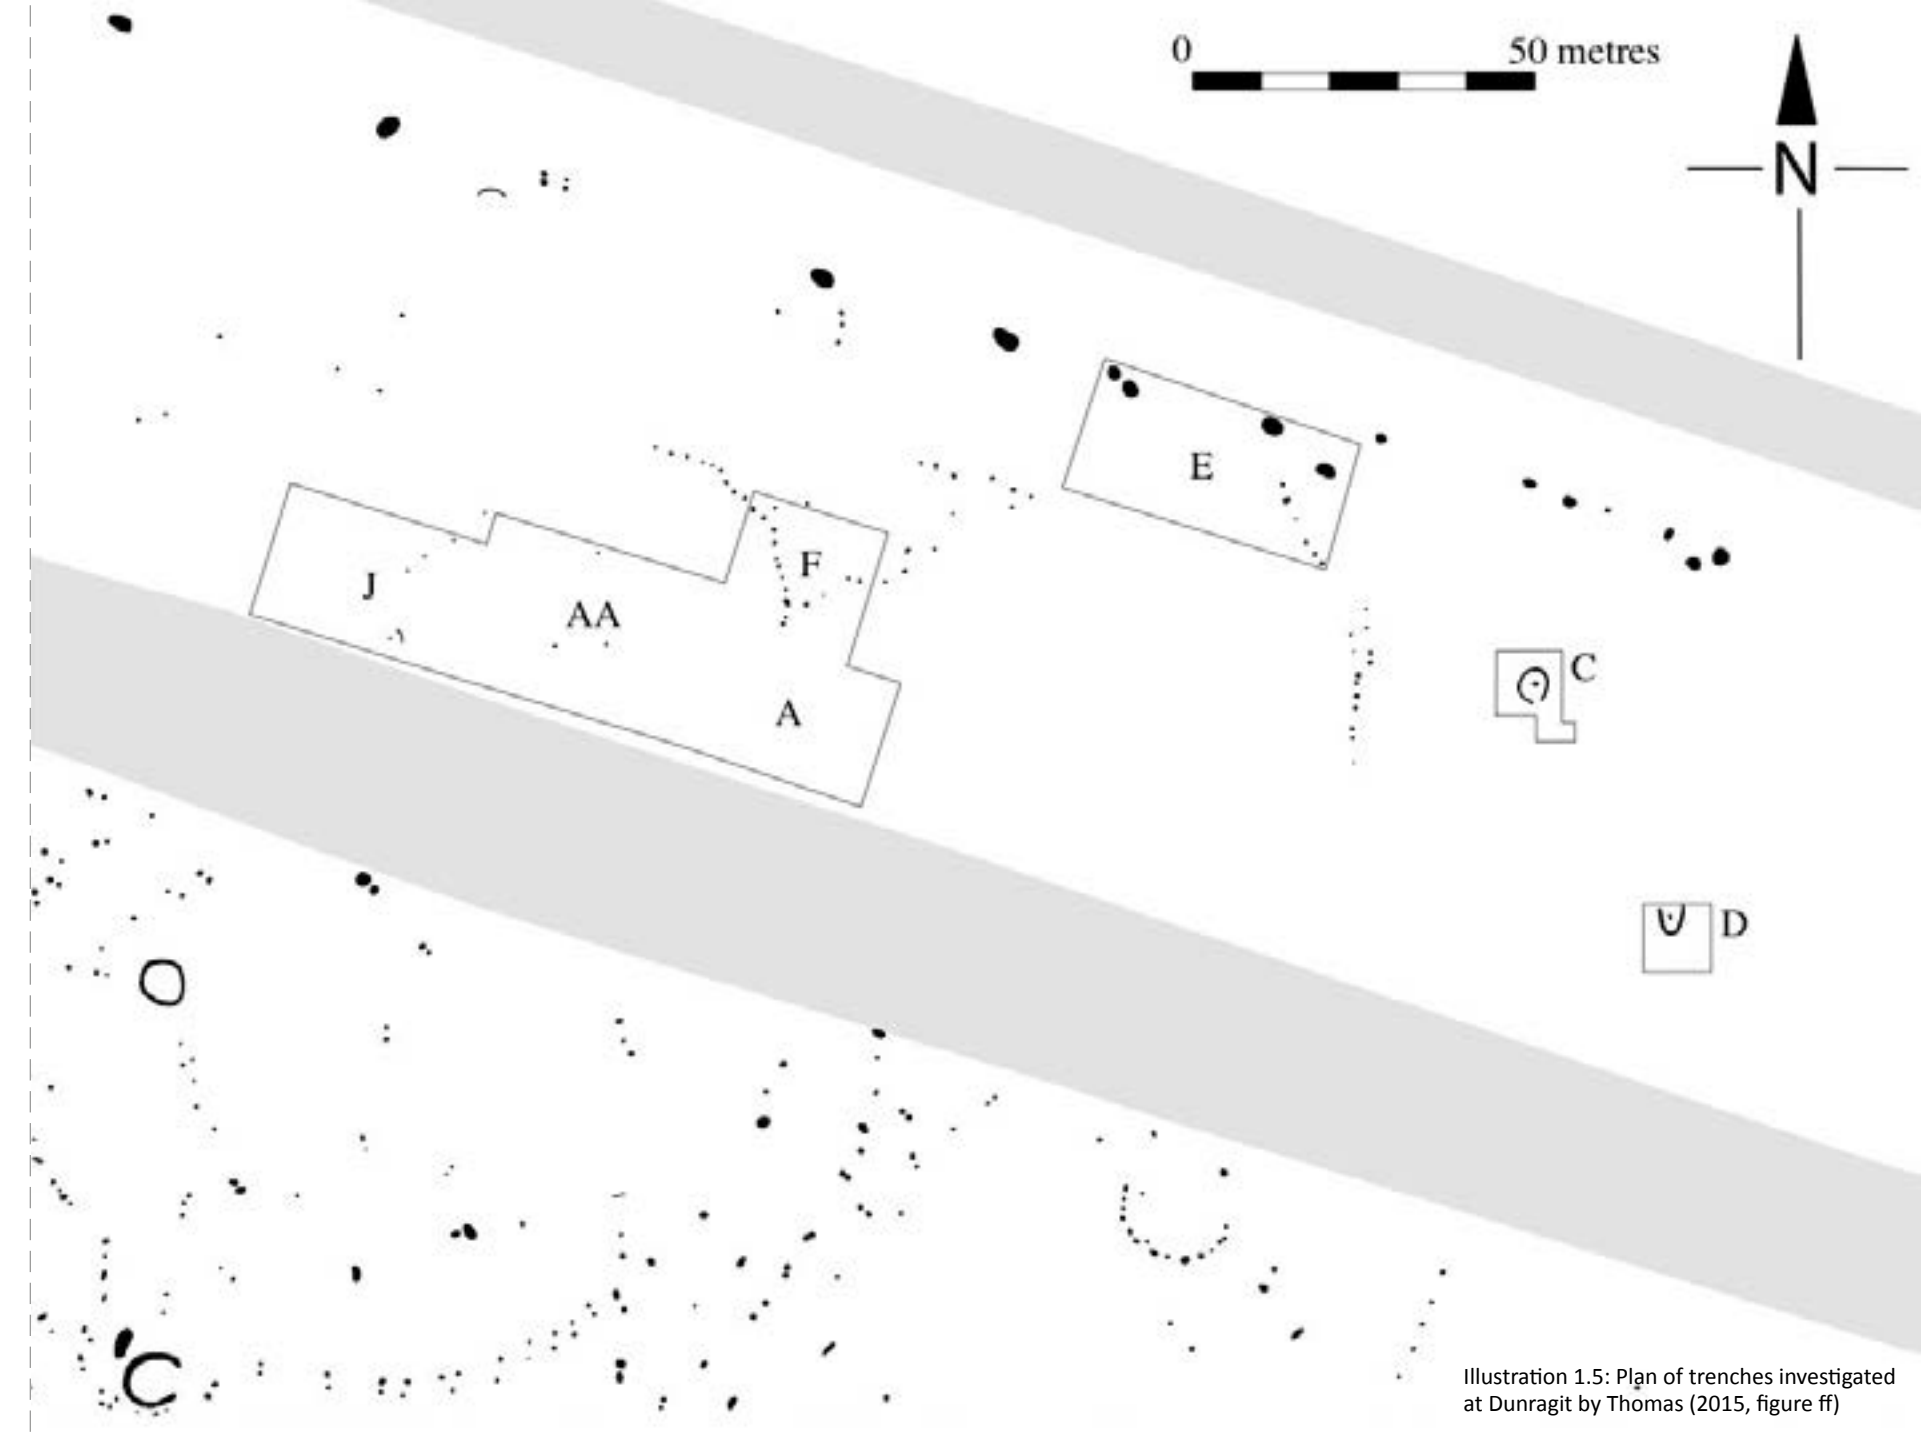 0 50 metres
N
E
F
J
AA
C
A
D
Illustration 1.5: Plan of trenches investigated
at Dunragit by Thomas (2015, figure ff)